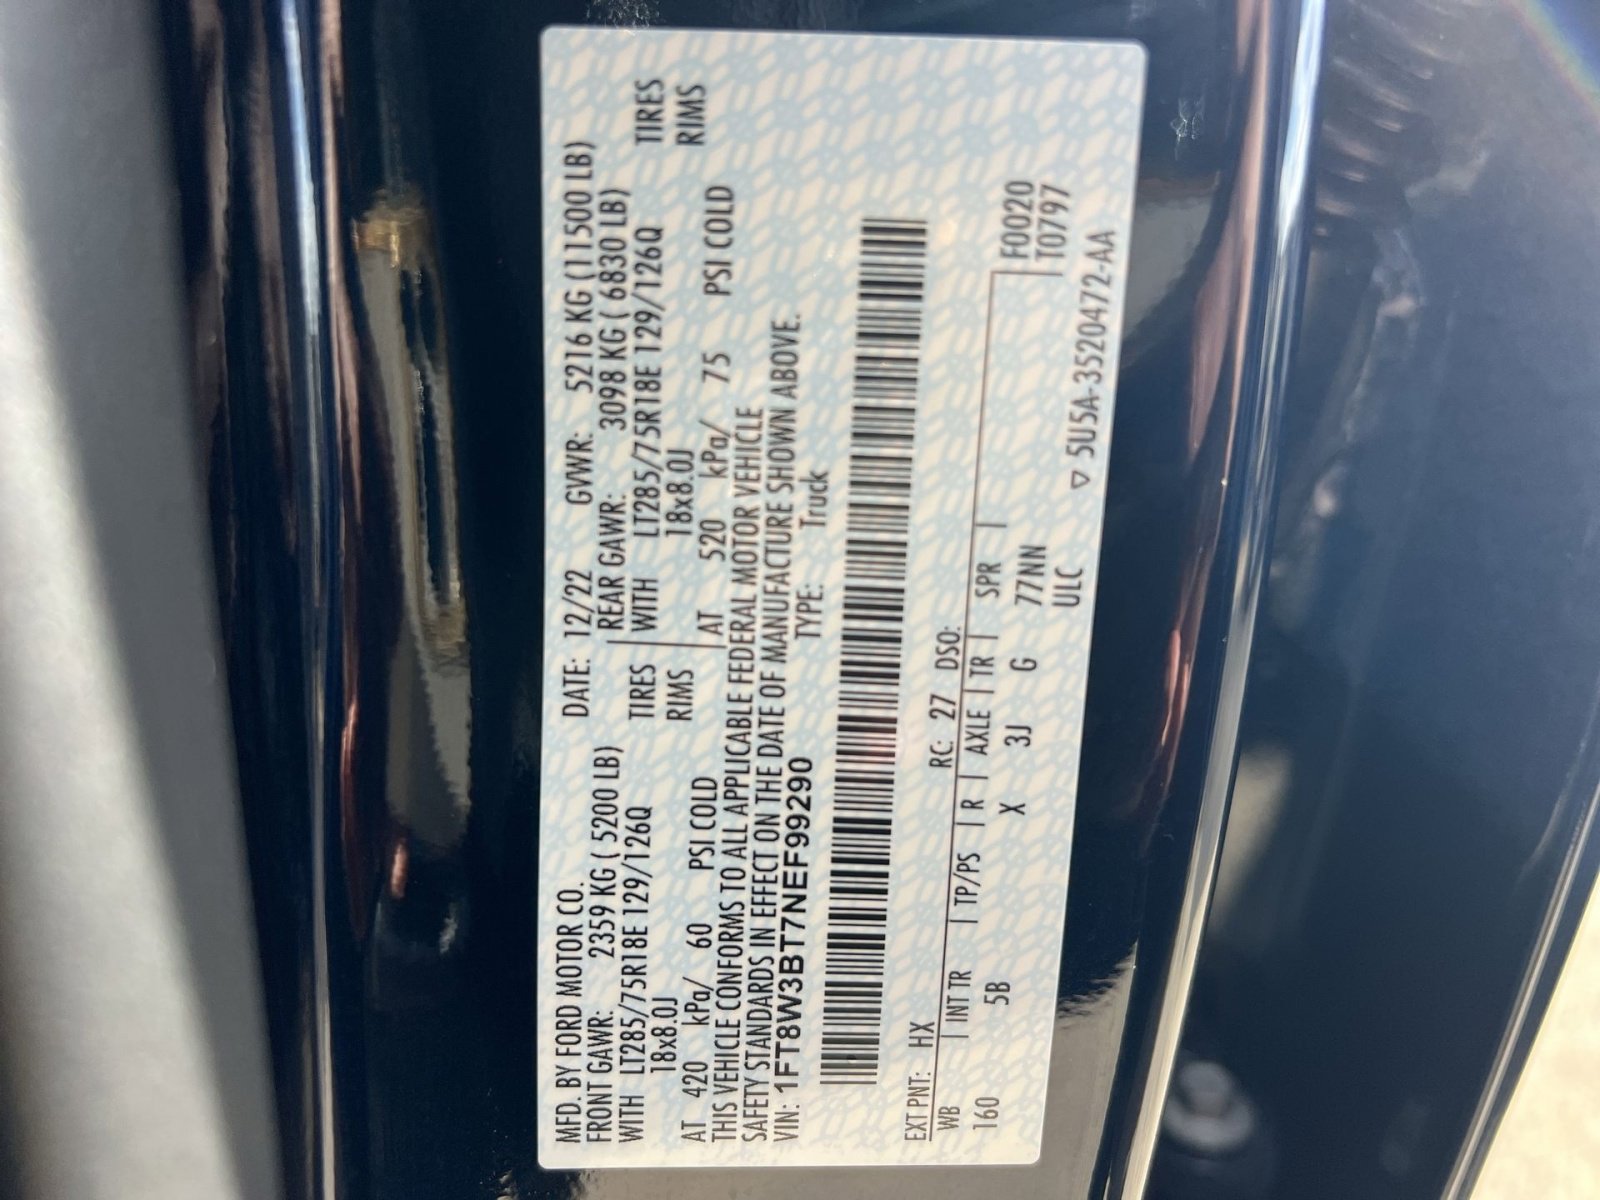 MFD. BY FORD MOTOR CO. DATE: 12/22 GVWR: 5216 KG (11500 LB)
FRONT GAWR: 2359 KG ( 5200 LB) REAR GAWR: 3098 KG ( 6830 LB)
WITH LT285/75R18E 129/126Q TIRES WITH LT285/75R18E 129/126Q TIRES
18x8.0J RIMS 18x8.0J RIMS
AT 420 kPa/ 60 PSI COLD AT 520 kPa/ 75 PSI COLD
THIS VEHICLE CONFORMS TO ALL APPLICABLE FEDERAL MOTOR VEHICLE
SAFETY STANDARDS IN EFFECT ON THE DATE OF MANUFACTURE SHOWN ABOVE.
VIN: 1FT8W3BT7NEF99290 TYPE: Truck
EXT PNT: HX RC: 27 DSO:
WB | INT TR | TP/PS | R | AXLE | TR | SPR | F0020
160 5B X 3J G 77NN T0797
ULC ▽ 5U5A-3520472-AA